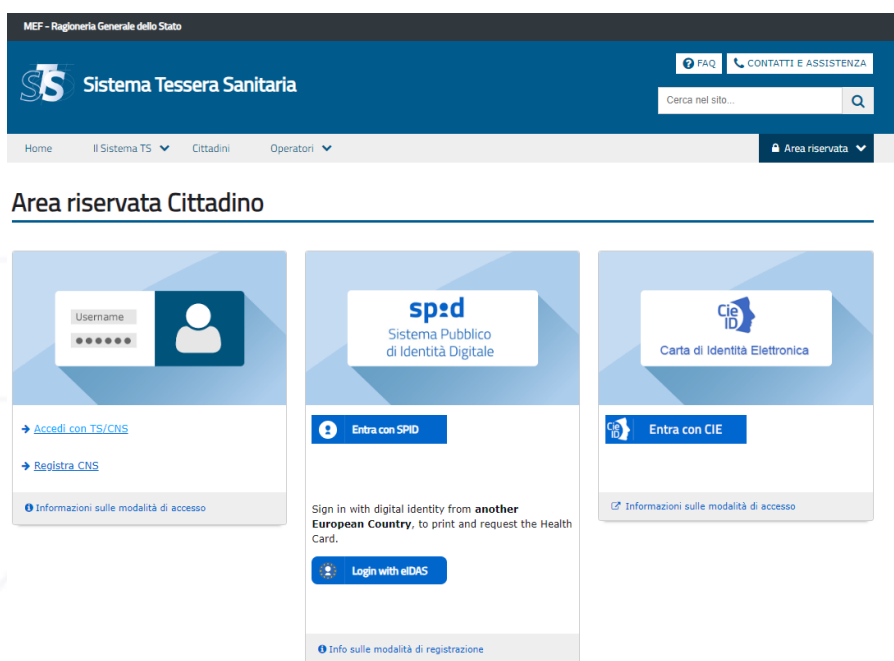 MEF - Ragioneria Generale dello Stato
FAQ
CONTATTI E ASSISTENZA
STS
Sistema Tessera Sanitaria
Cerca nel sito...
Home
Il Sistema TS
Cittadini
Operatori
Area riservata
Area riservata Cittadino
Username
Accedi con TS/CNS
Registra CNS
Informazioni sulle modalità di accesso
spid
Sistema Pubblico
di Identità Digitale
Entra con SPID
Sign in with digital identity from another
European Country, to print and request the Health
Card.
Login with eIDAS
Info sulle modalità di registrazione
Cie
ID
Carta di Identità Elettronica
Cie
ID
Entra con CIE
Informazioni sulle modalità di accesso